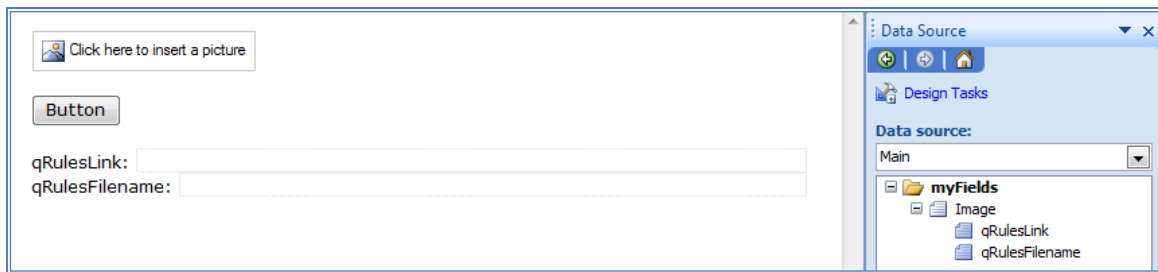 Click here to insert a picture
Button
qRulesLink:
qRulesFilename:
Data Source
Design Tasks
Data source:
Main
myFields
Image
qRulesLink
qRulesFilename